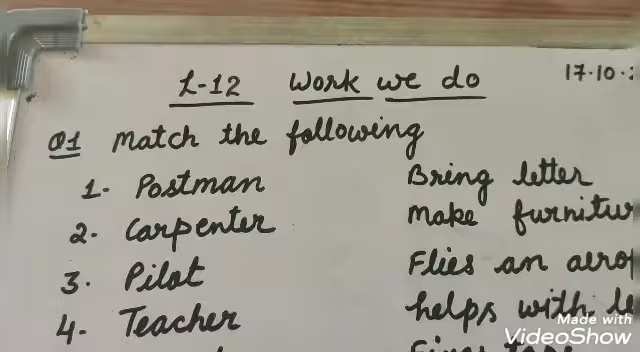 L-12 Work we do 17.10.
Q1 Match the following
1. Postman Bring letter
2. Carpenter Make
3. Pilot Flies an
4. Teacher helps with
Made with
VideoShow